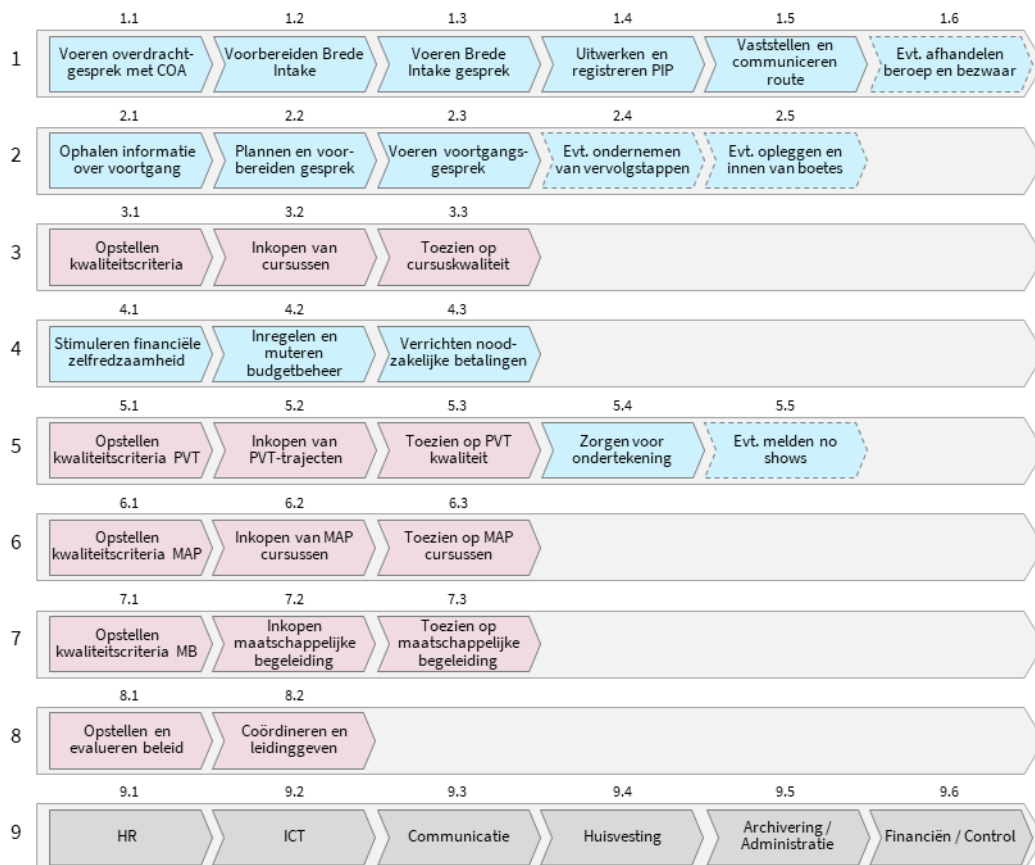 1.1 1.2 1.3 1.4 1.5 1.6
1
Voeren overdracht-
gesprek met COA
Voorbereiden Brede
Intake
Voeren Brede
Intake gesprek
Uitwerken en
registreren PIP
Vaststellen en
communiceren
route
Evt. afhandelen
beroep en bezwaar
2.1 2.2 2.3 2.4 2.5
2
Ophalen informatie
over voortgang
Plannen en voor-
bereiden gesprek
Voeren voortgangs-
gesprek
Evt. ondernemen
van vervolgstappen
Evt. opleggen en
innen van boetes
3.1 3.2 3.3
3
Opstellen
kwaliteitscriteria
Inkopen van
cursussen
Toezien op
cursuskwaliteit
4.1 4.2 4.3
4
Stimuleren financiële
zelfredzaamheid
Inregelen en
muteren
budgetbeheer
Verrichten nood-
zakelijke betalingen
5.1 5.2 5.3 5.4 5.5
5
Opstellen
kwaliteitscriteria PVT
Inkopen van
PVT-trajecten
Toezien op PVT
kwaliteit
Zorgen voor
ondertekening
Evt. melden no
shows
6.1 6.2 6.3
6
Opstellen
kwaliteitscriteria MAP
Inkopen van MAP
cursussen
Toezien op MAP
cursussen
7.1 7.2 7.3
7
Opstellen
kwaliteitscriteria MB
Inkopen
maatschappelijke
begeleiding
Toezien op
maatschappelijke
begeleiding
8.1 8.2
8
Opstellen en
evalueren beleid
Coördineren en
leidinggeven
9.1 9.2 9.3 9.4 9.5 9.6
9
HR
ICT
Communicatie
Huisvesting
Archivering /
Administratie
Financiën / Control